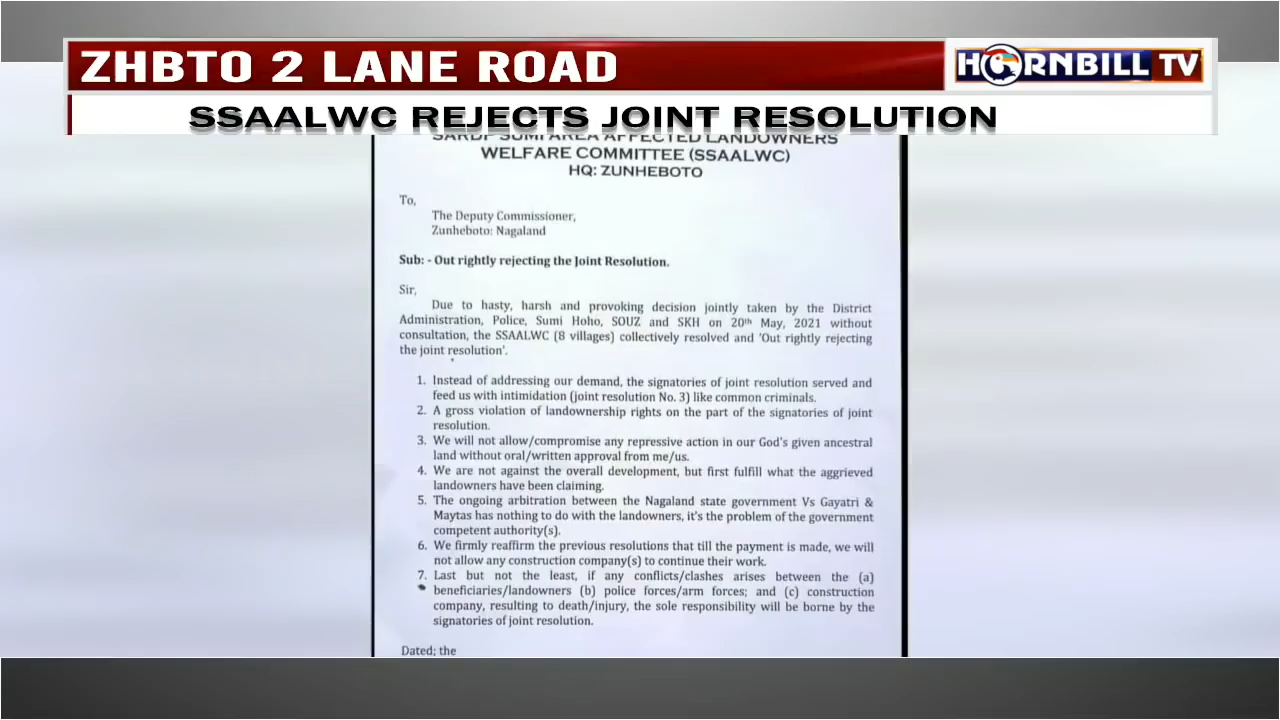 ZHBTO 2 LANE ROAD
HORNBILL TV
SSAALWC REJECTS JOINT RESOLUTION
SARDP SUMI AREA AFFECTED LANDOWNERS
WELFARE COMMITTEE (SSAALWC)
HQ: ZUNHEBOTO
To,
The Deputy Commissioner,
Zunheboto: Nagaland
Sub: - Out rightly rejecting the Joint Resolution.
Sir,
Due to hasty, harsh and provoking decision jointly taken by the District
Administration, Police, Sumi Hoho, SOUZ and SKH on 20th May, 2021 without
consultation, the SSAALWC (8 villages) collectively resolved and 'Out rightly rejecting
the joint resolution'.
1. Instead of addressing our demand, the signatories of joint resolution served and
feed us with intimidation (joint resolution No. 3) like common criminals.
2. A gross violation of landownership rights on the part of the signatories of joint
resolution.
3. We will not allow/compromise any repressive action in our God's given ancestral
land without oral/written approval from me/us.
4. We are not against the overall development, but first fulfill what the aggrieved
landowners have been claiming.
5. The ongoing arbitration between the Nagaland state government Vs Gayatri &
Maytas has nothing to do with the landowners, it's the problem of the government
competent authority(s).
6. We firmly reaffirm the previous resolutions that till the payment is made, we will
not allow any construction company(s) to continue their work.
7. Last but not the least, if any conflicts/clashes arises between the (a)
beneficiaries/landowners (b) police forces/arm forces; and (c) construction
company, resulting to death/injury, the sole responsibility will be borne by the
signatories of joint resolution.
Dated; the